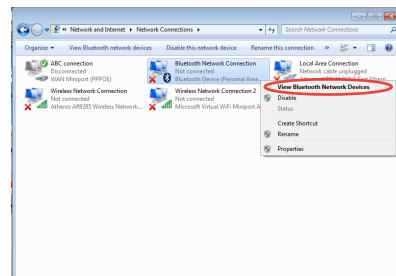 « Network and Internet ▸ Network Connections ▸
Search Network Connections
Organize ▾ View Bluetooth network devices Disable this network device Rename this connection »
ABC connection
Disconnected
WAN Miniport (PPPOE)
Bluetooth Network Connection
Not connected
Bluetooth Device (Personal Area ...
Local Area Connection
Network cable unplugged
Wireless Network Connection
Not connected
Atheros AR9285 Wireless Network...
Wireless Network Connection 2
Not connected
Microsoft Virtual WiFi Miniport A
View Bluetooth Network Devices
Disable
Status
Create Shortcut
Rename
Properties